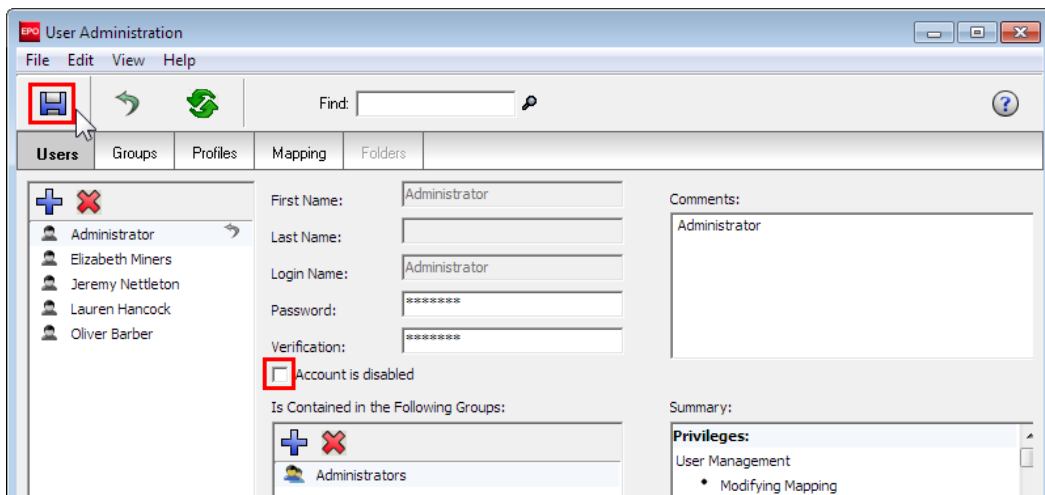 EPO User Administration
File Edit View Help
Find:
?
Users Groups Profiles Mapping Folders
Administrator
Elizabeth Miners
Jeremy Nettleton
Lauren Hancock
Oliver Barber
First Name: Administrator
Last Name:
Login Name: Administrator
Password: *******
Verification: *******
Account is disabled
Is Contained in the Following Groups:
Administrators
Comments:
Administrator
Summary:
Privileges:
User Management
• Modifying Mapping